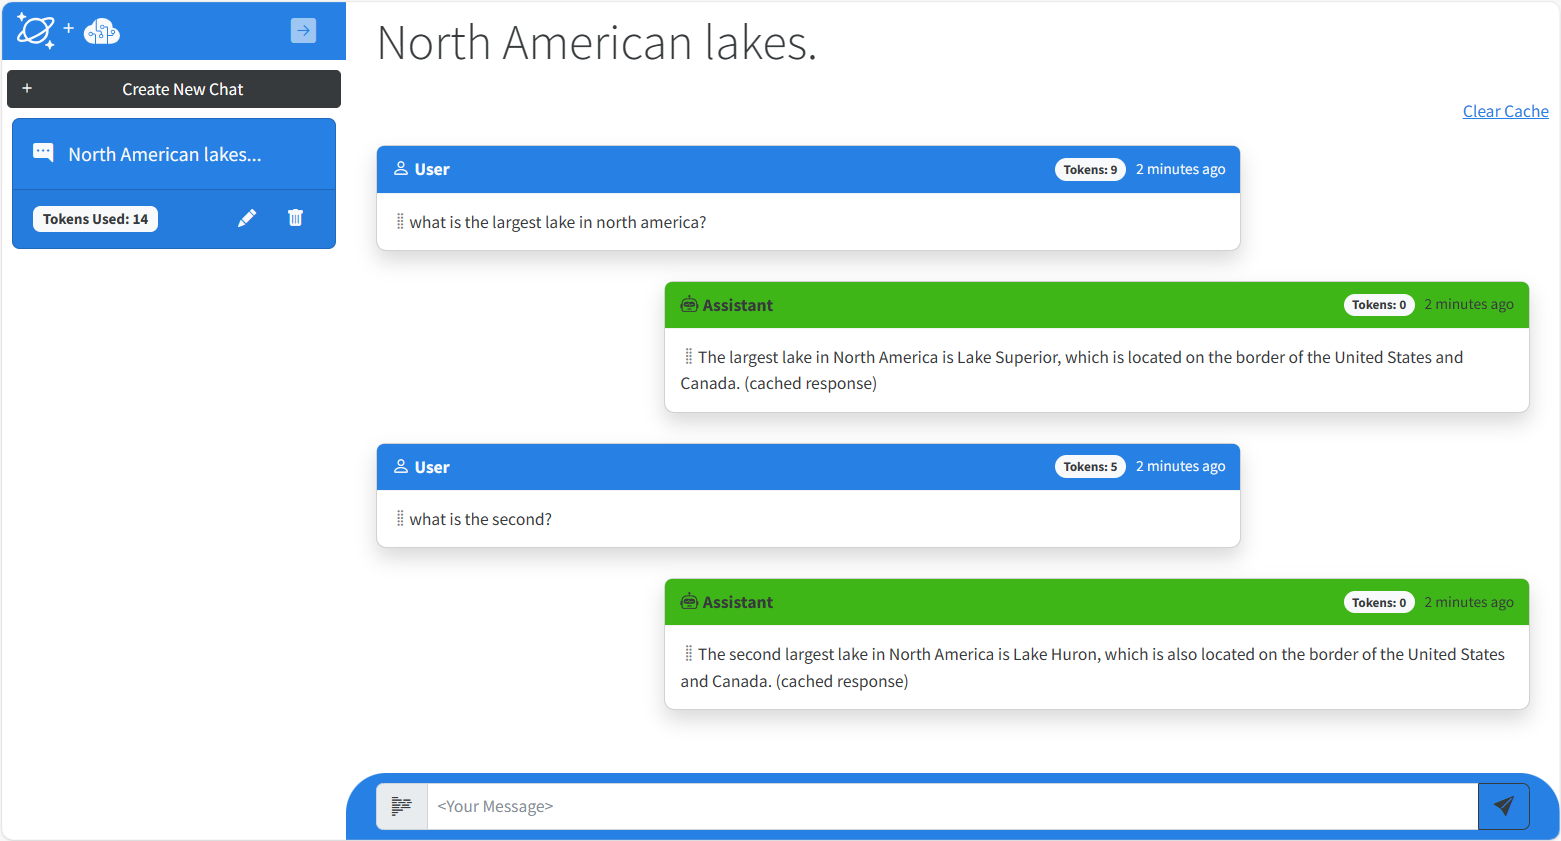 +
+ Create New Chat
North American lakes...
Tokens Used: 14
North American lakes.
Clear Cache
User Tokens: 9 2 minutes ago
what is the largest lake in north america?
Assistant Tokens: 0 2 minutes ago
The largest lake in North America is Lake Superior, which is located on the border of the United States and
Canada. (cached response)
User Tokens: 5 2 minutes ago
what is the second?
Assistant Tokens: 0 2 minutes ago
The second largest lake in North America is Lake Huron, which is also located on the border of the United States
and Canada. (cached response)
<Your Message>